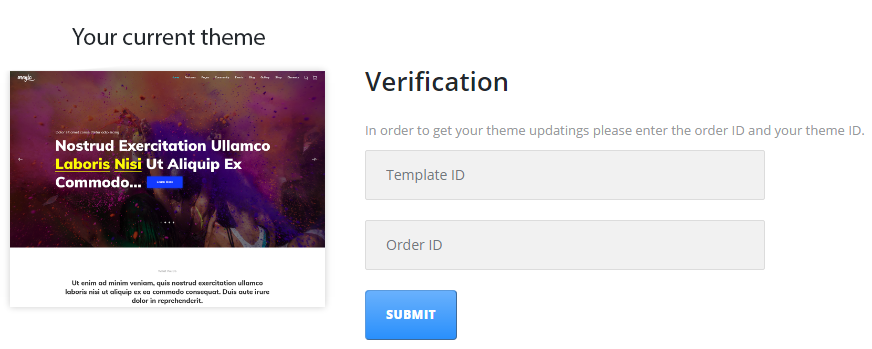 Your current theme
Verification
In order to get your theme updatings please enter the order ID and your theme ID.
Template ID
Order ID
SUBMIT
Nostrud Exercitation Ullamco
Laboris Nisi Ut Aliquip Ex
Commodo...
Ut enim ad minim veniam, quis nostrud exercitation ullamco
laboris nisi ut aliquip ex ea commodo consequat. Duis aute irure
dolor in reprehenderit.